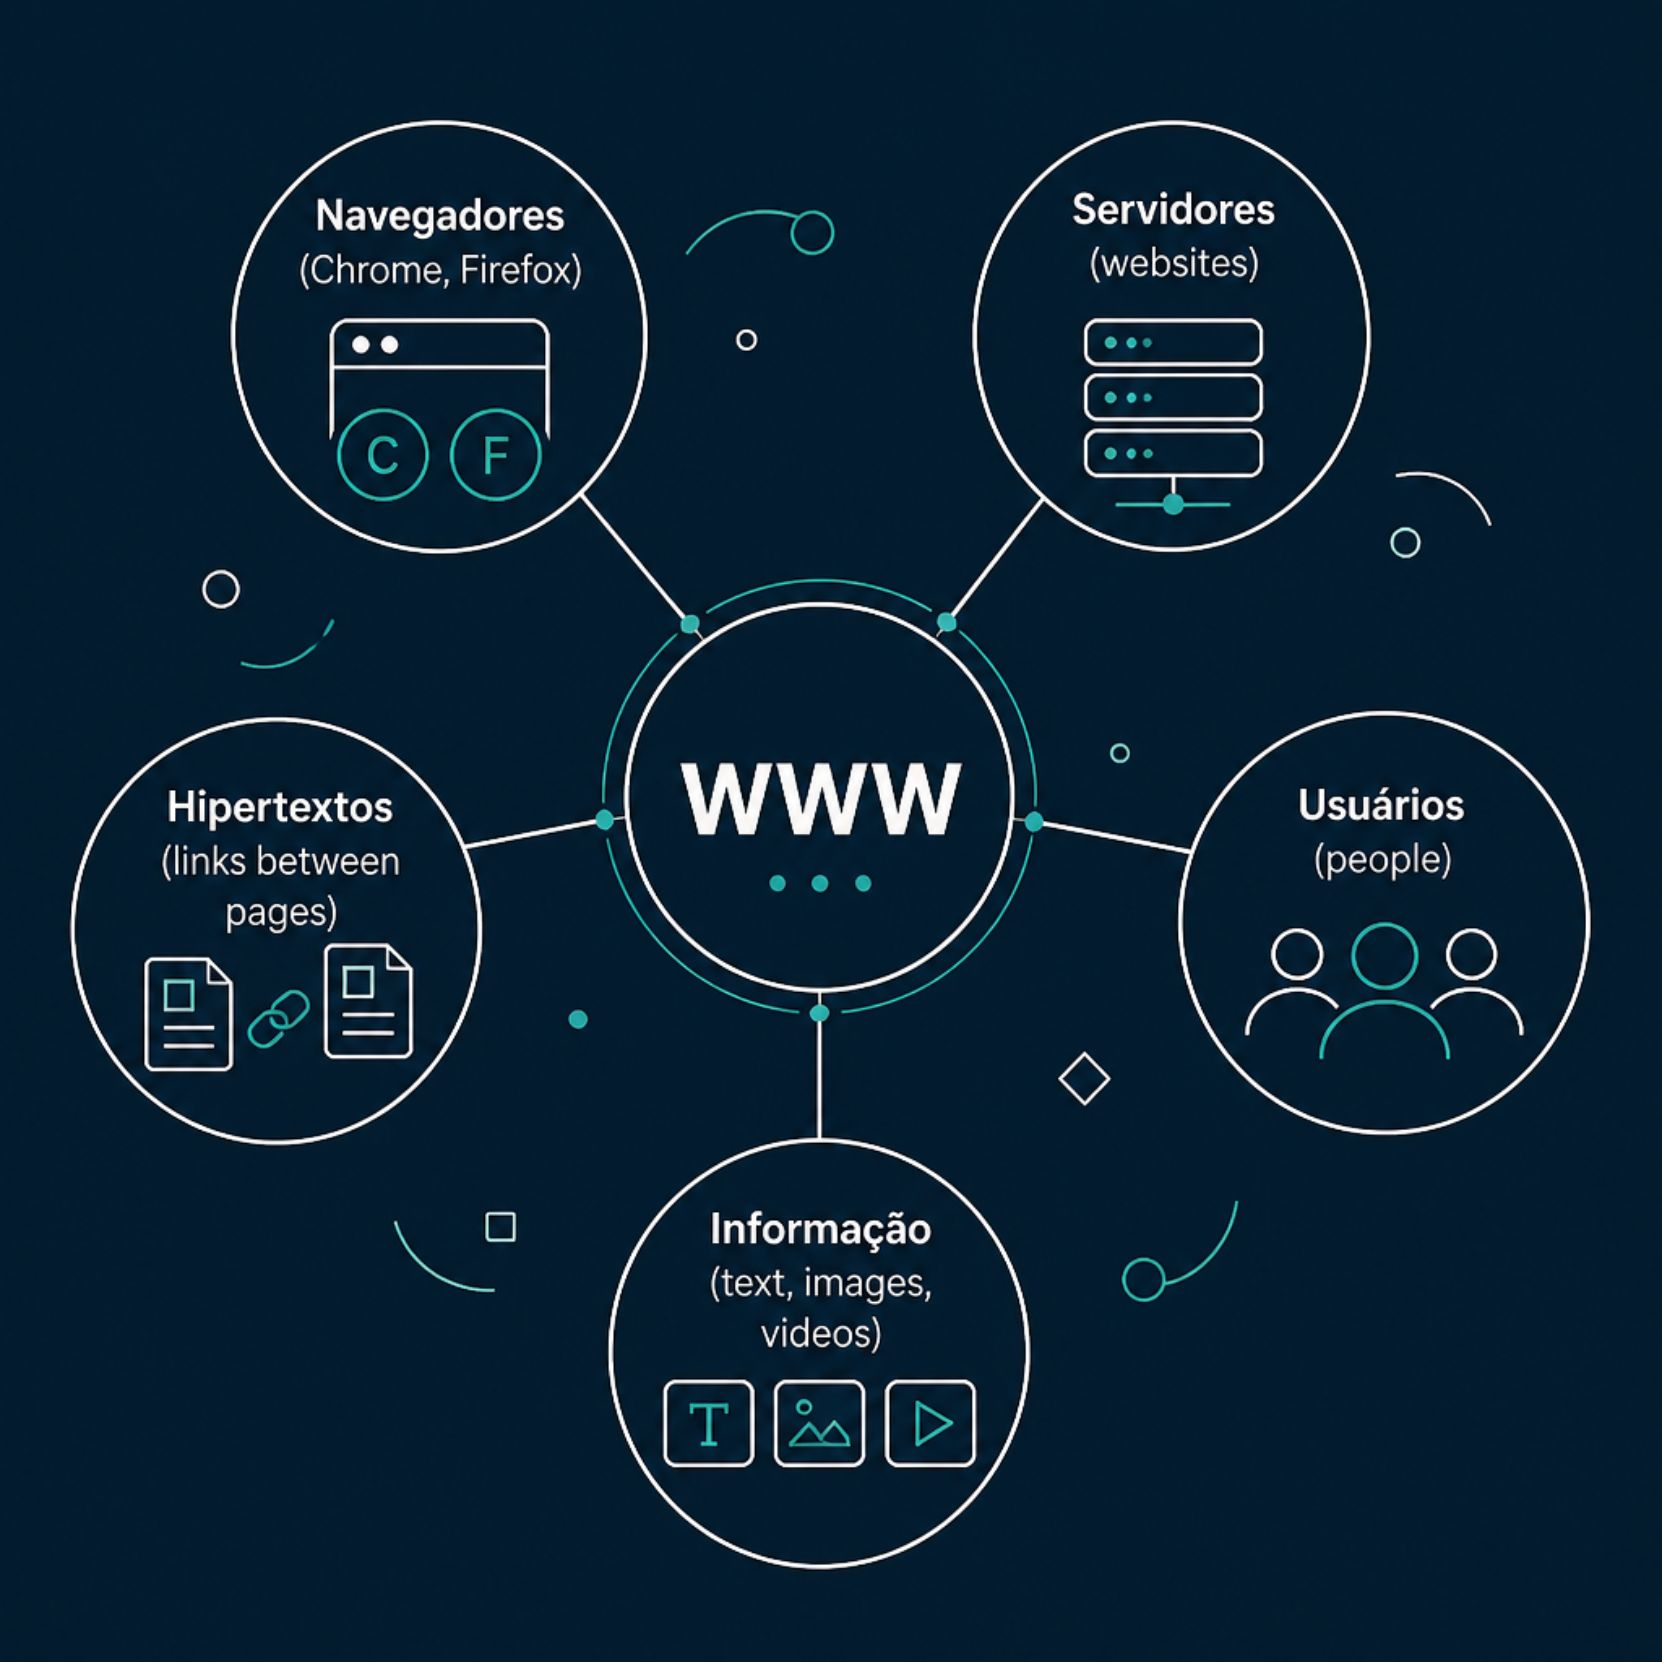 Navegadores
(Chrome, Firefox)
C F
Servidores
(websites)
WWW
Hipertextos
(links between
pages)
Usuários
(people)
Informação
(text, images,
videos)
T